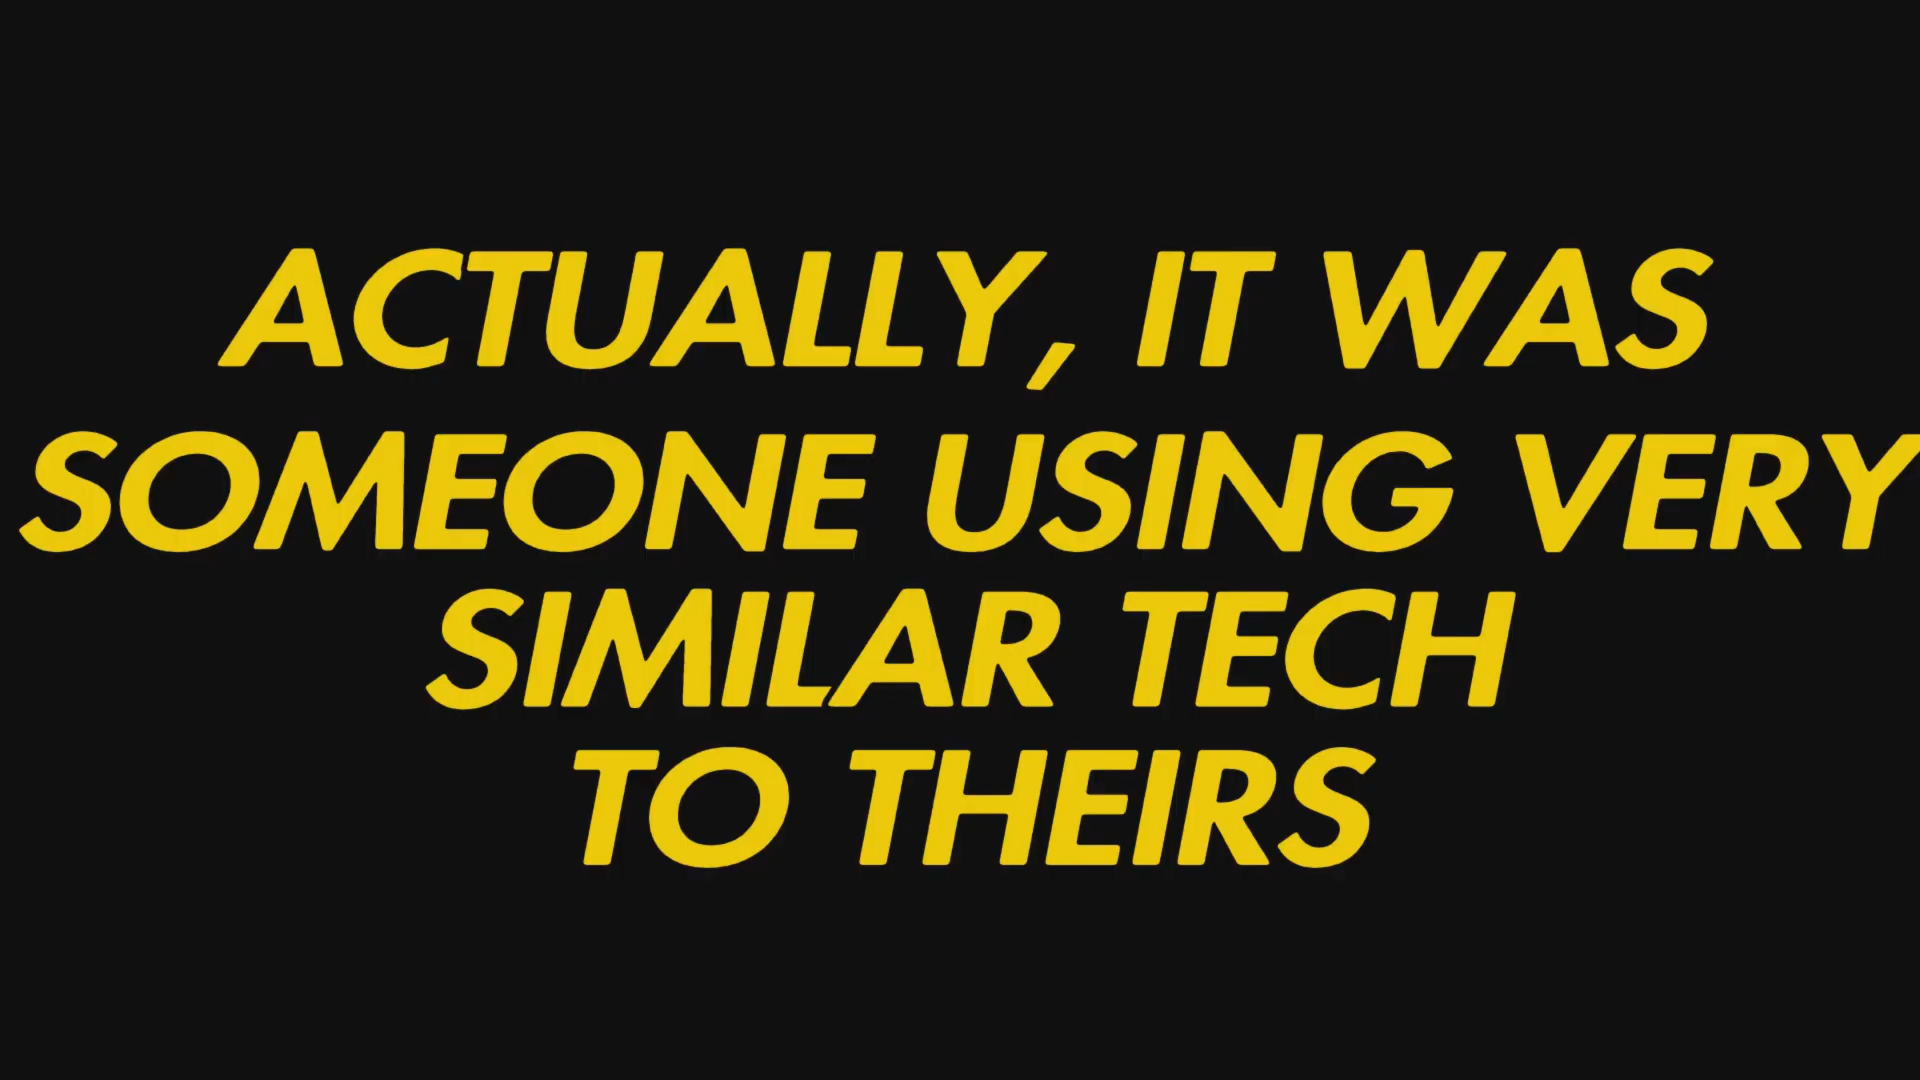 ACTUALLY, IT WAS
SOMEONE USING VERY
SIMILAR TECH
TO THEIRS